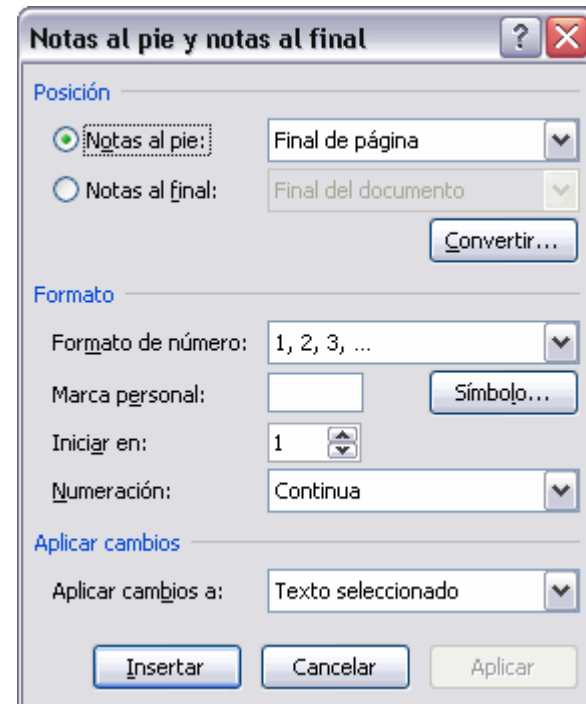 Notas al pie y notas al final ?
Posición
Notas al pie: Final de página
Notas al final: Final del documento
Convertir...
Formato
Formato de número: 1, 2, 3, ...
Marca personal: Símbolo...
Iniciar en: 1
Numeración: Continua
Aplicar cambios
Aplicar cambios a: Texto seleccionado
Insertar Cancelar Aplicar